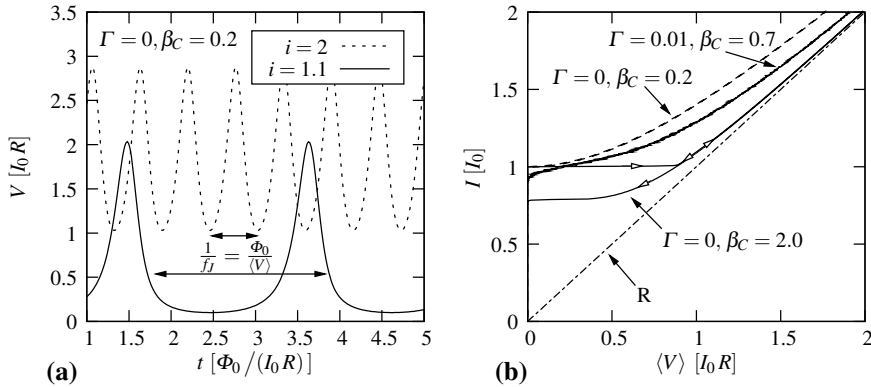 Γ = 0, β_C = 0.2
i = 2
i = 1.1
V [I_0 R]
3.5
3
2.5
2
1.5
1
0.5
0
1/f_J = Φ_0/⟨V⟩
1 1.5 2 2.5 3 3.5 4 4.5 5
t [Φ_0/(I_0 R)]
(a)
Γ = 0.01, β_C = 0.7
Γ = 0, β_C = 0.2
I [I_0]
2
1.5
1
0.5
0
Γ = 0, β_C = 2.0
R
0 0.5 1 1.5 2
⟨V⟩ [I_0 R]
(b)